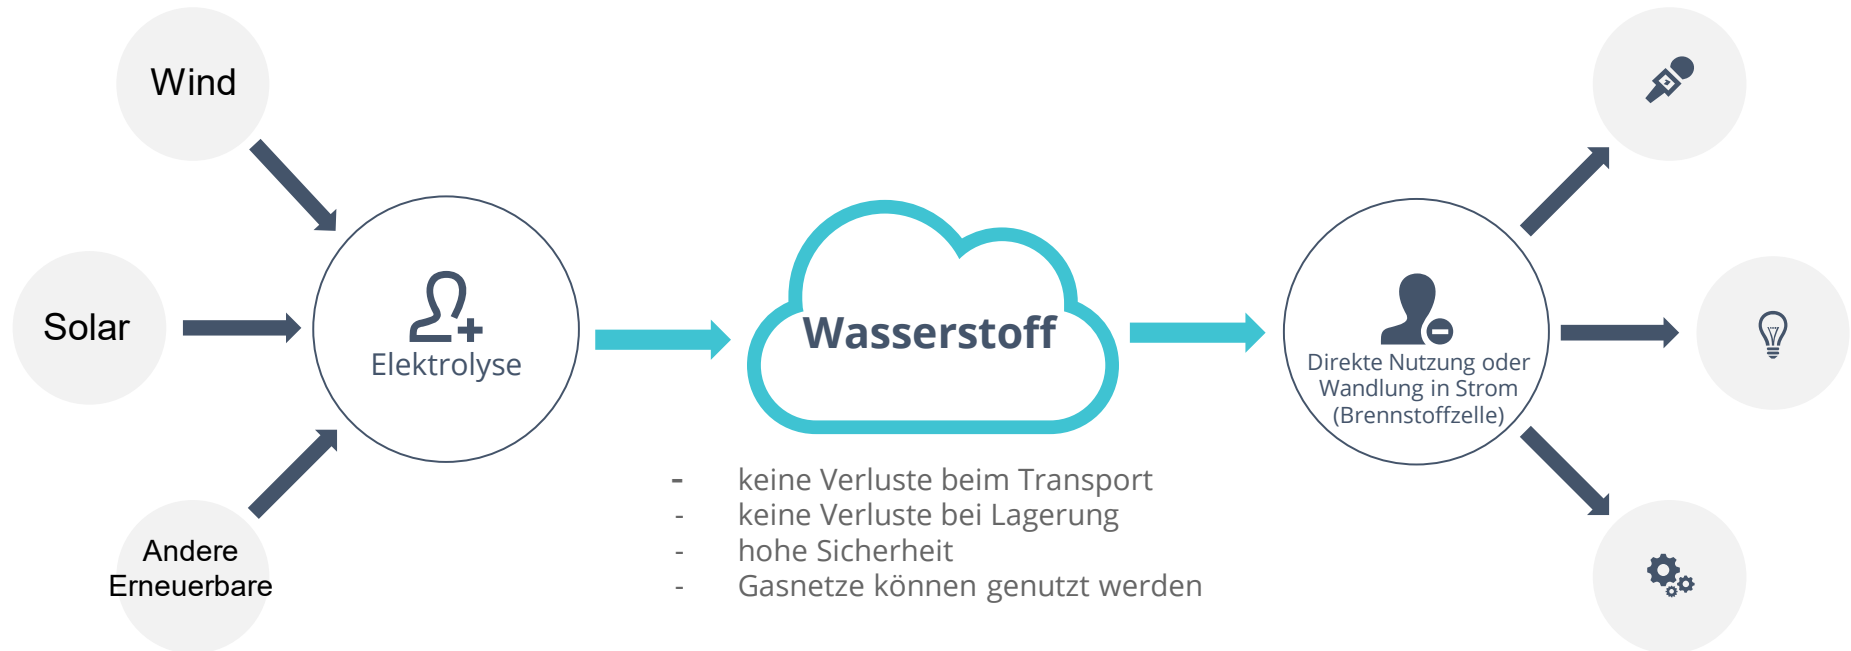 Wind
Solar
Andere
Erneuerbare
Elektrolyse
Wasserstoff
- keine Verluste beim Transport
- keine Verluste bei Lagerung
- hohe Sicherheit
- Gasnetze können genutzt werden
Direkte Nutzung oder
Wandlung in Strom
(Brennstoffzelle)